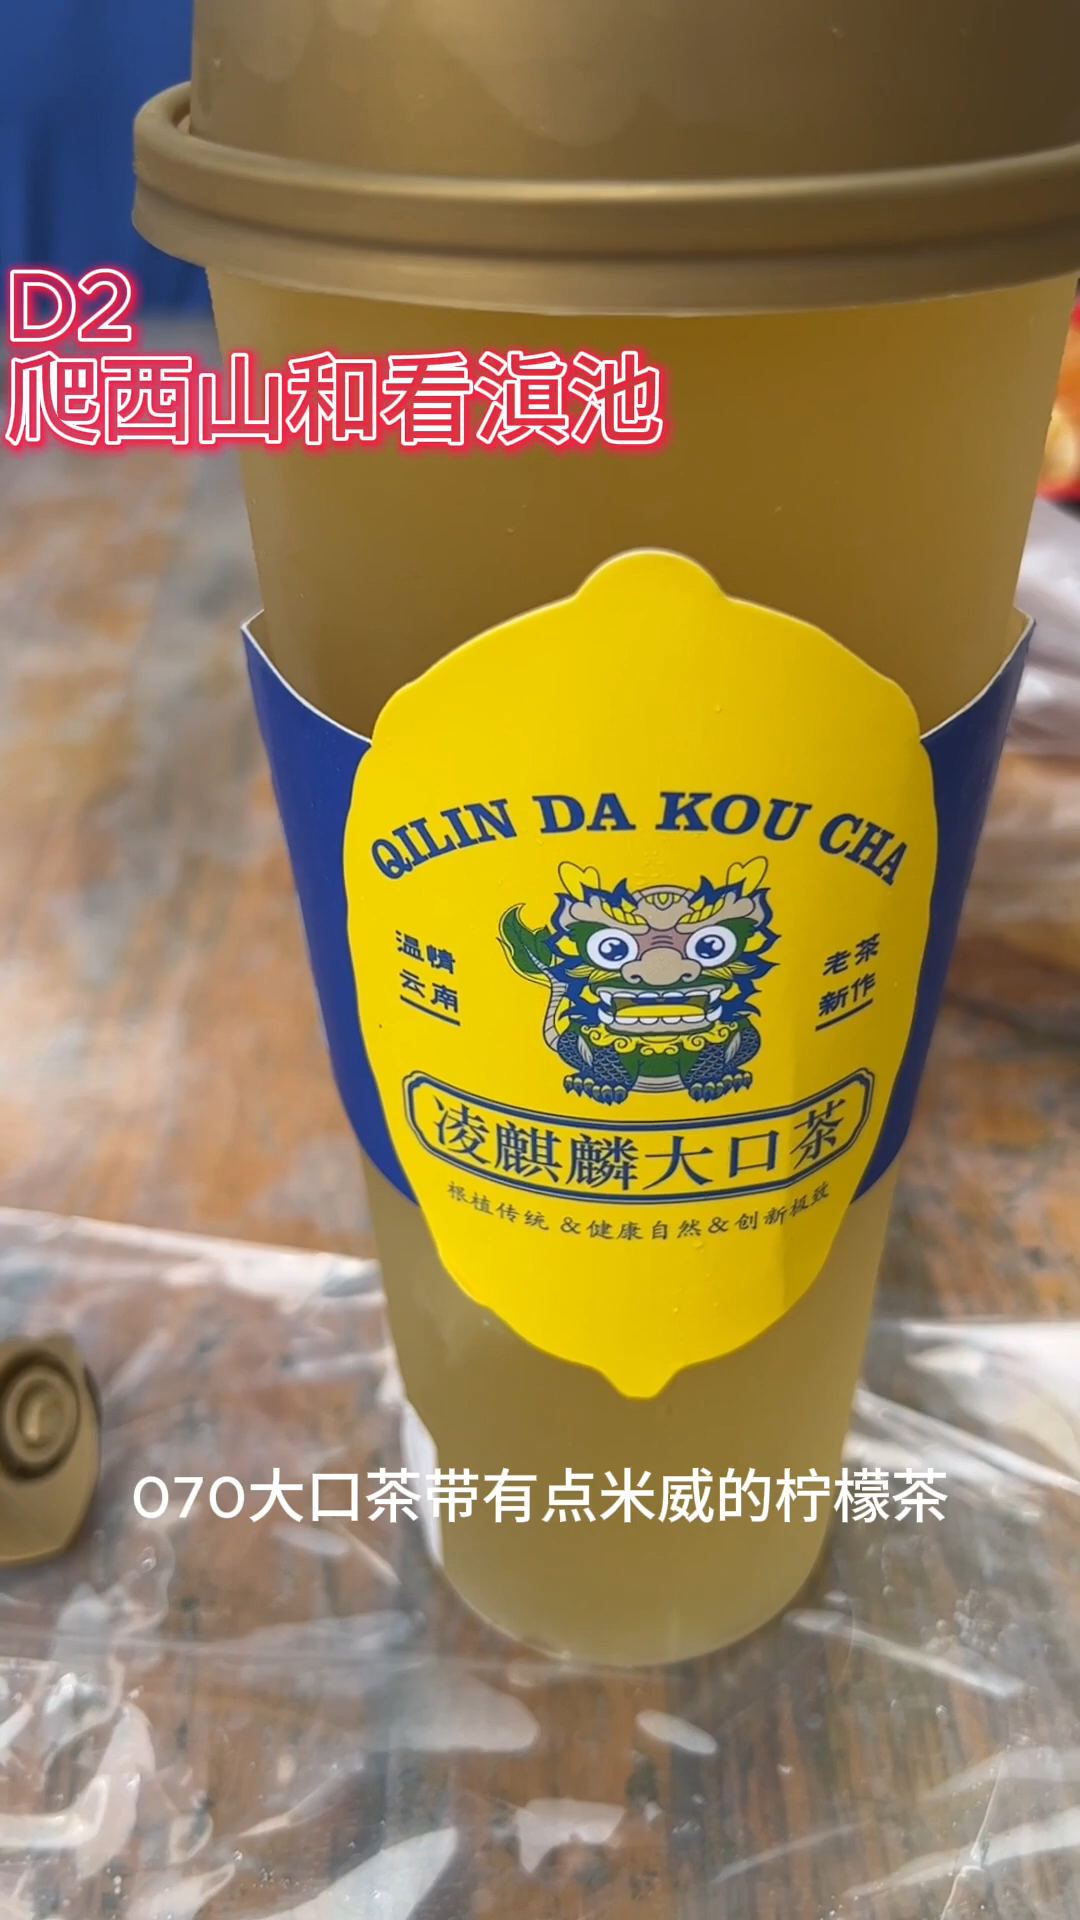 D2
爬西山和看滇池
QILIN DA KOU CHA
温情
云南
老茶
新作
凌麒麟大口茶
根植传统 &健康自然&创新极致
070大口茶带有点米威的柠檬茶